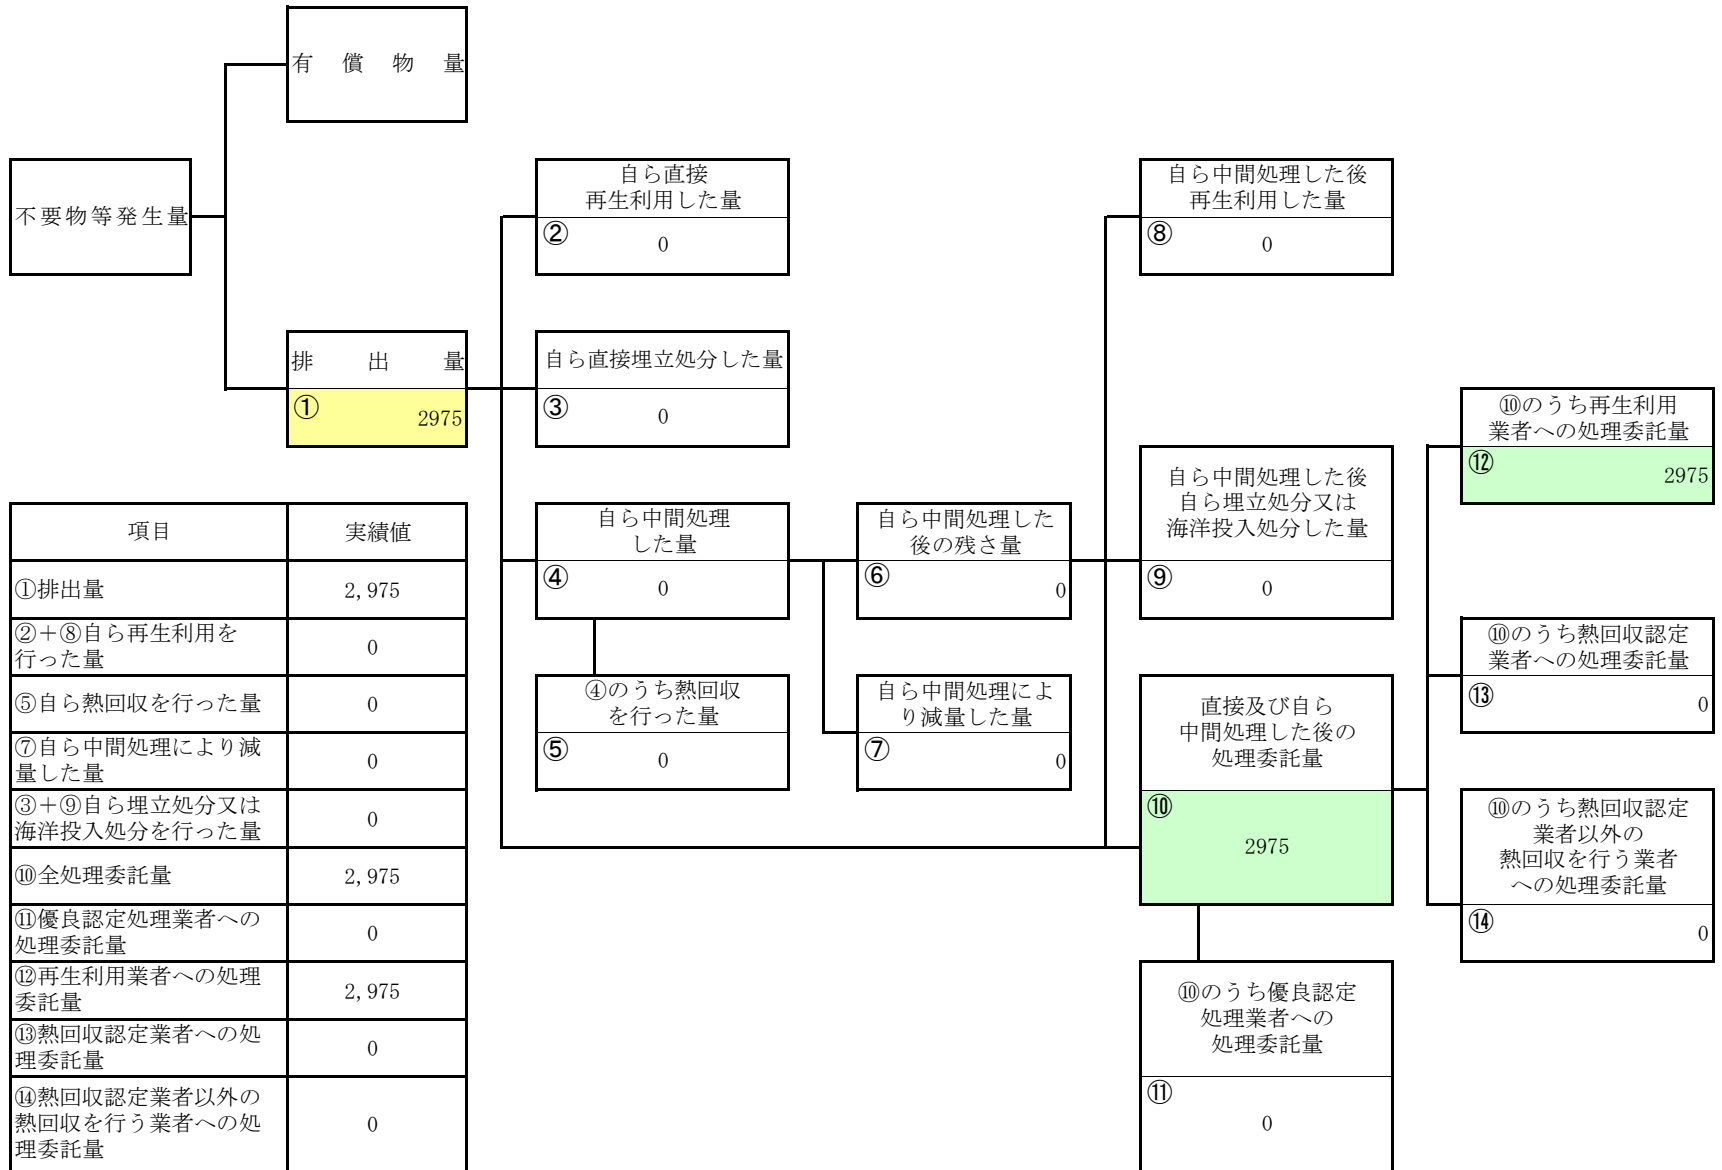 有償物量
不要物等発生量
排出量
① 2975
自ら直接
再生利用した量
② 0
自ら直接埋立処分した量
③ 0
自ら中間処理
した量
④ 0
④のうち熱回収
を行った量
⑤ 0
自ら中間処理した
後の残さ量
⑥ 0
自ら中間処理によ
り減量した量
⑦ 0
自ら中間処理した後
再生利用した量
⑧ 0
自ら中間処理した後
自ら埋立処分又は
海洋投入処分した量
⑨ 0
直接及び自ら
中間処理した後の
処理委託量
⑩
2975
⑩のうち優良認定
処理業者への
処理委託量
⑪
0
⑩のうち再生利用
業者への処理委託量
⑫ 2975
⑩のうち熱回収認定
業者への処理委託量
⑬ 0
⑩のうち熱回収認定
業者以外の
熱回収を行う業者
への処理委託量
⑭ 0
項目 実績値
①排出量 2,975
②＋⑧自ら再生利用を
行った量 0
⑤自ら熱回収を行った量 0
⑦自ら中間処理により減
量した量 0
③＋⑨自ら埋立処分又は
海洋投入処分を行った量 0
⑩全処理委託量 2,975
⑪優良認定処理業者への
処理委託量 0
⑫再生利用業者への処理
委託量 2,975
⑬熱回収認定業者への処
理委託量 0
⑭熱回収認定業者以外の
熱回収を行う業者への処
理委託量 0